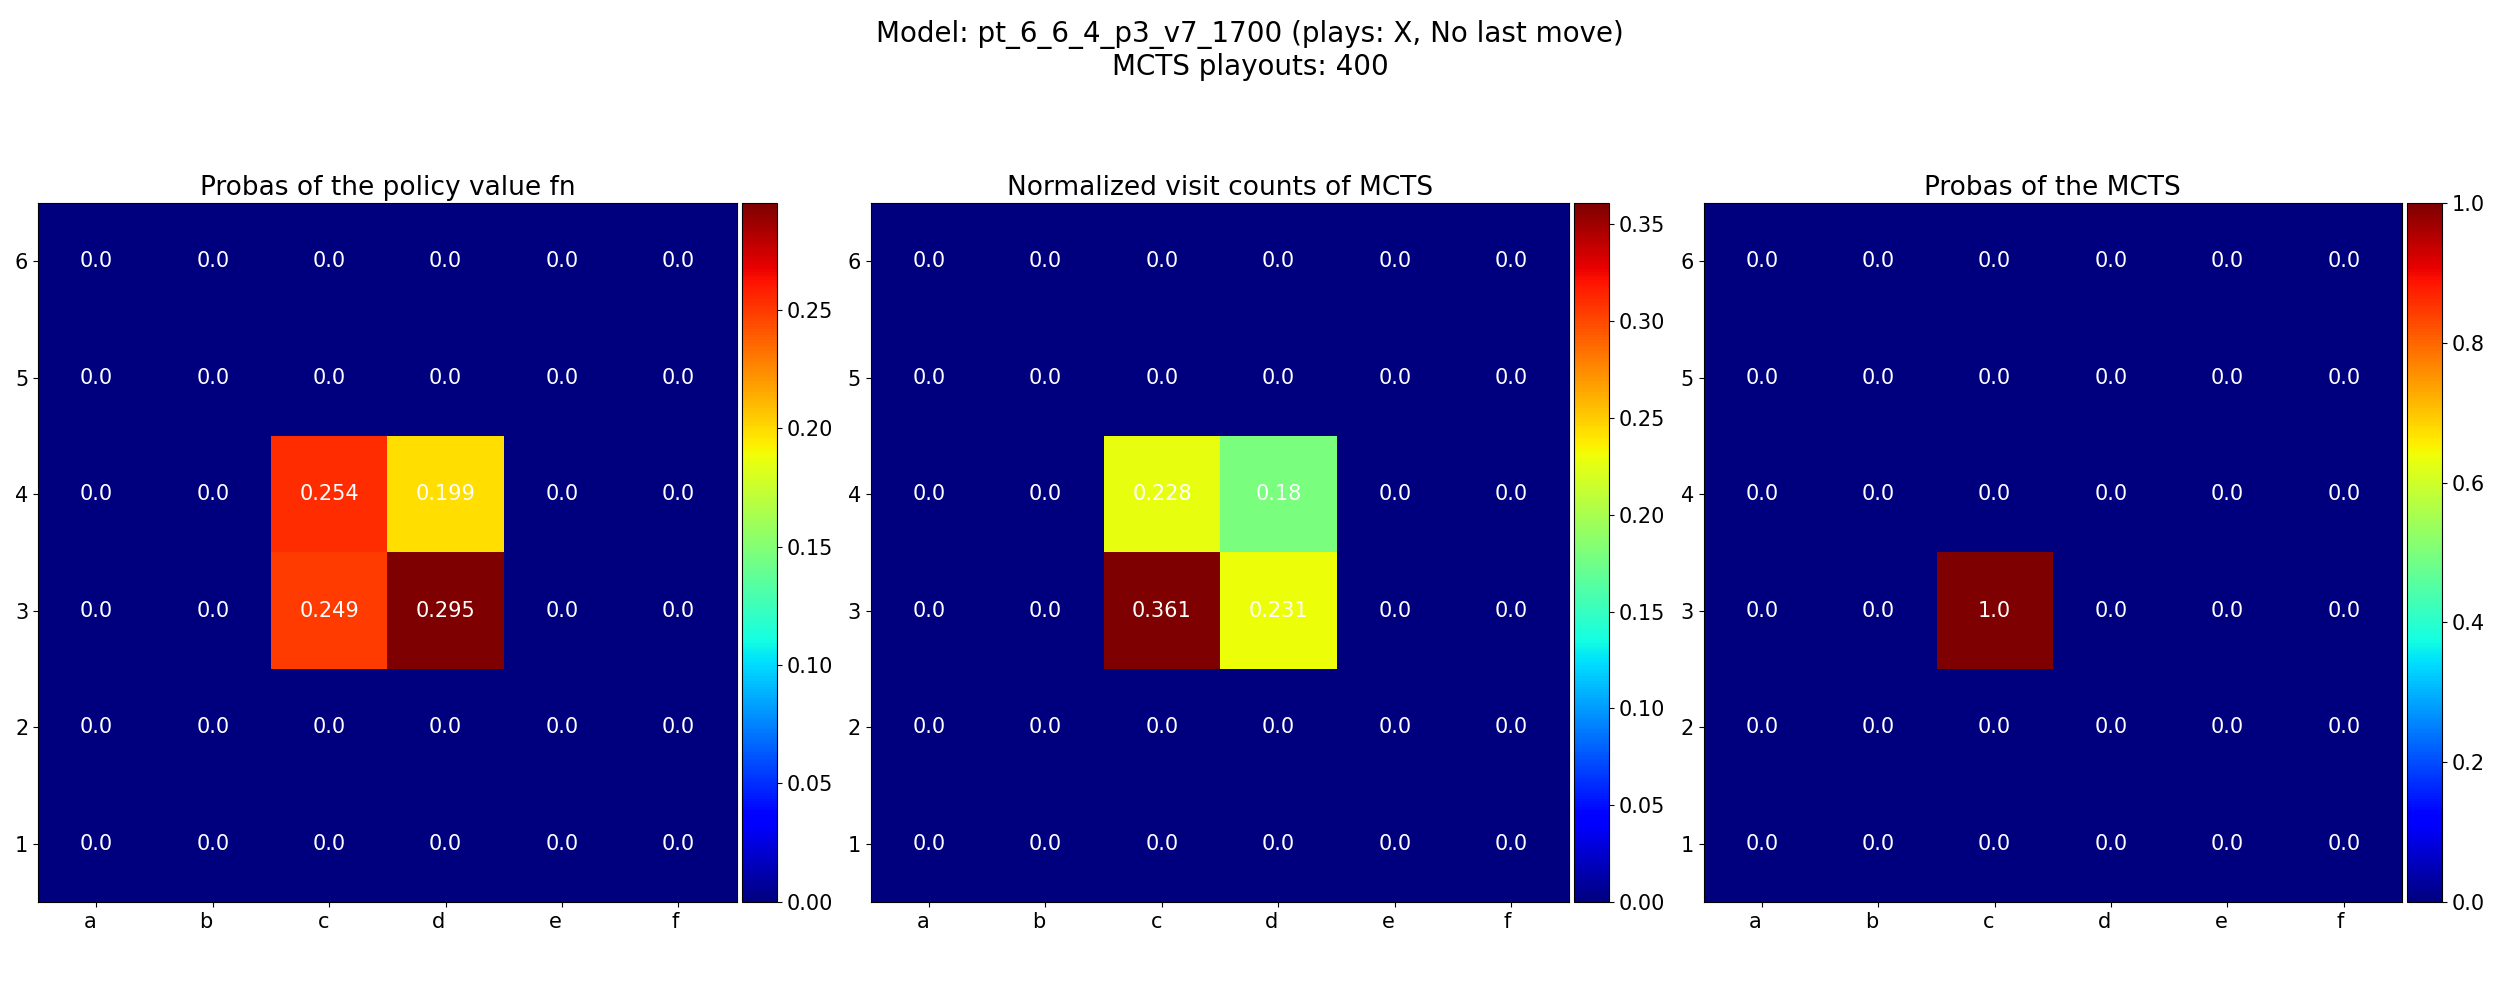 Model: pt_6_6_4_p3_v7_1700 (plays: X, No last move)
MCTS playouts: 400
Probas of the policy value fn
6 0.0 0.0 0.0 0.0 0.0 0.0
5 0.0 0.0 0.0 0.0 0.0 0.0
4 0.0 0.0 0.254 0.199 0.0 0.0
3 0.0 0.0 0.249 0.295 0.0 0.0
2 0.0 0.0 0.0 0.0 0.0 0.0
1 0.0 0.0 0.0 0.0 0.0 0.0
a b c d e f
0.25
0.20
0.15
0.10
0.05
0.00
Normalized visit counts of MCTS
6 0.0 0.0 0.0 0.0 0.0 0.0
5 0.0 0.0 0.0 0.0 0.0 0.0
4 0.0 0.0 0.228 0.18 0.0 0.0
3 0.0 0.0 0.361 0.231 0.0 0.0
2 0.0 0.0 0.0 0.0 0.0 0.0
1 0.0 0.0 0.0 0.0 0.0 0.0
a b c d e f
0.35
0.30
0.25
0.20
0.15
0.10
0.05
0.00
Probas of the MCTS
6 0.0 0.0 0.0 0.0 0.0 0.0
5 0.0 0.0 0.0 0.0 0.0 0.0
4 0.0 0.0 0.0 0.0 0.0 0.0
3 0.0 0.0 1.0 0.0 0.0 0.0
2 0.0 0.0 0.0 0.0 0.0 0.0
1 0.0 0.0 0.0 0.0 0.0 0.0
a b c d e f
1.0
0.8
0.6
0.4
0.2
0.0